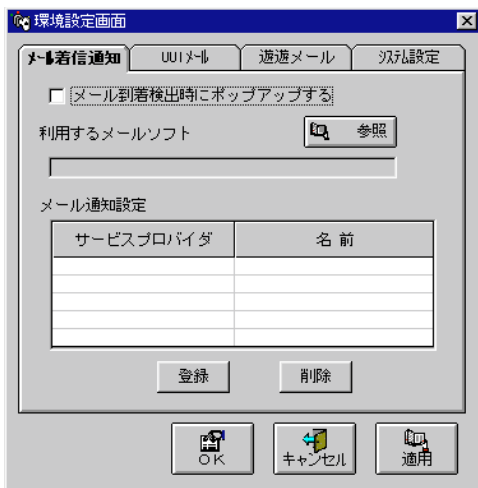 環境設定画面
ﾒｰﾙ着信通知 UUIﾒｰﾙ 遊遊メール ｼｽﾃﾑ設定
メール到着検出時にポップアップする
利用するメールソフト 参照
メール通知設定
サービスプロバイダ 名前
登録 削除
OK キャンセル 適用